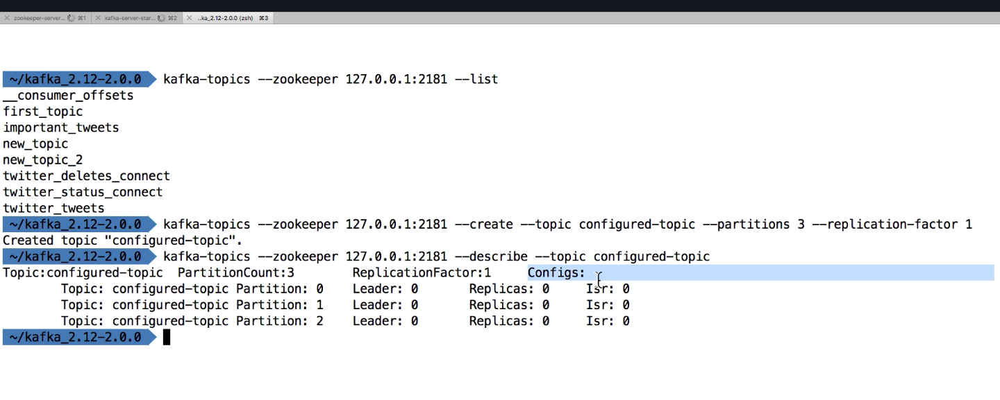 zookeeper-server... ⌘1 kafka-server-star... ⌘2 ..ka_2.12-2.0.0 (zsh) ⌘3
~/kafka_2.12-2.0.0 kafka-topics --zookeeper 127.0.0.1:2181 --list
__consumer_offsets
first_topic
important_tweets
new_topic
new_topic_2
twitter_deletes_connect
twitter_status_connect
twitter_tweets
~/kafka_2.12-2.0.0 kafka-topics --zookeeper 127.0.0.1:2181 --create --topic configured-topic --partitions 3 --replication-factor 1
Created topic "configured-topic".
~/kafka_2.12-2.0.0 kafka-topics --zookeeper 127.0.0.1:2181 --describe --topic configured-topic
Topic:configured-topic PartitionCount:3 ReplicationFactor:1 Configs:
Topic: configured-topic Partition: 0 Leader: 0 Replicas: 0 Isr: 0
Topic: configured-topic Partition: 1 Leader: 0 Replicas: 0 Isr: 0
Topic: configured-topic Partition: 2 Leader: 0 Replicas: 0 Isr: 0
~/kafka_2.12-2.0.0